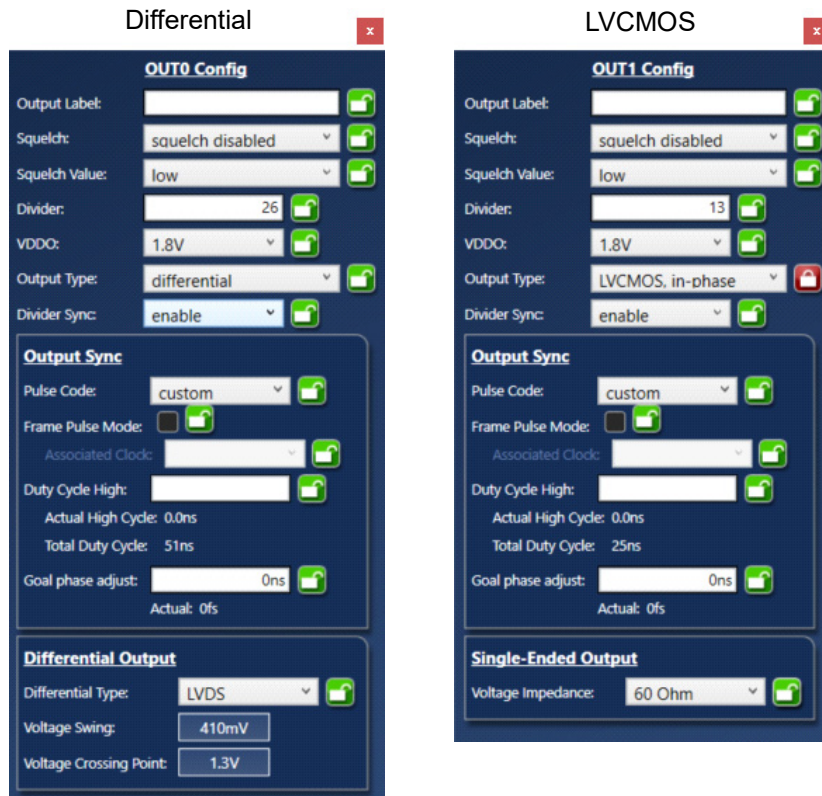 Differential
x
OUT0 Config
Output Label:
Squelch: squelch disabled
Squelch Value: low
Divider: 26
VDDO: 1.8V
Output Type: differential
Divider Sync: enable
Output Sync
Pulse Code: custom
Frame Pulse Mode:
Associated Clock:
Duty Cycle High:
Actual High Cycle: 0.0ns
Total Duty Cycle: 51ns
Goal phase adjust: 0ns
Actual: 0fs
Differential Output
Differential Type: LVDS
Voltage Swing: 410mV
Voltage Crossing Point: 1.3V
LVCMOS
x
OUT1 Config
Output Label:
Squelch: squelch disabled
Squelch Value: low
Divider: 13
VDDO: 1.8V
Output Type: LVCMOS, in-phase
Divider Sync: enable
Output Sync
Pulse Code: custom
Frame Pulse Mode:
Associated Clock:
Duty Cycle High:
Actual High Cycle: 0.0ns
Total Duty Cycle: 25ns
Goal phase adjust: 0ns
Actual: 0fs
Single-Ended Output
Voltage Impedance: 60 Ohm